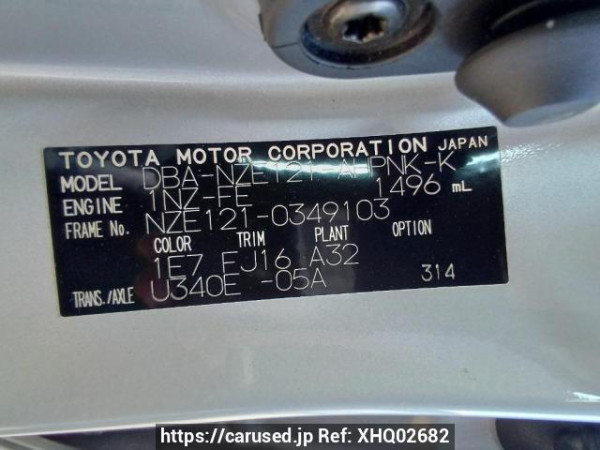 TOYOTA MOTOR CORPORATION JAPAN
MODEL DBA-NZE121-AHPNK-K
ENGINE 1NZ-FE 1496 mL
FRAME No. NZE121-0349103
COLOR TRIM PLANT OPTION
1E7 FJ16 A32
TRANS./AXLE U340E -05A 314
https://carused.jp Ref: XHQ02682